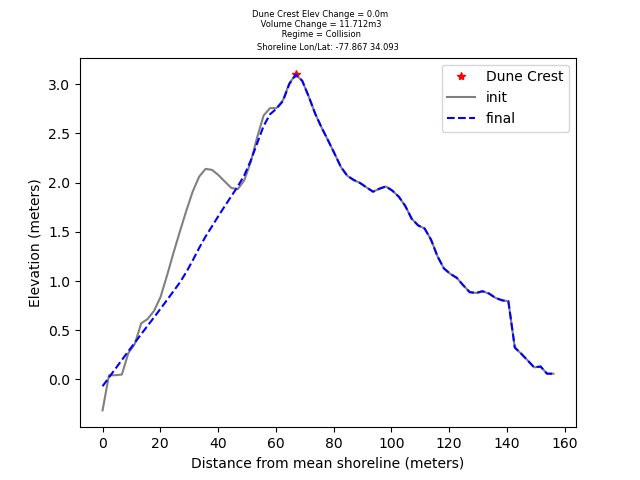 Dune Crest Elev Change = 0.0m
Volume Change = 11.712m3
Regime = Collision
Shoreline Lon/Lat: -77.867 34.093
Dune Crest
init
final
Elevation (meters)
3.0
2.5
2.0
1.5
1.0
0.5
0.0
0 20 40 60 80 100 120 140 160
Distance from mean shoreline (meters)